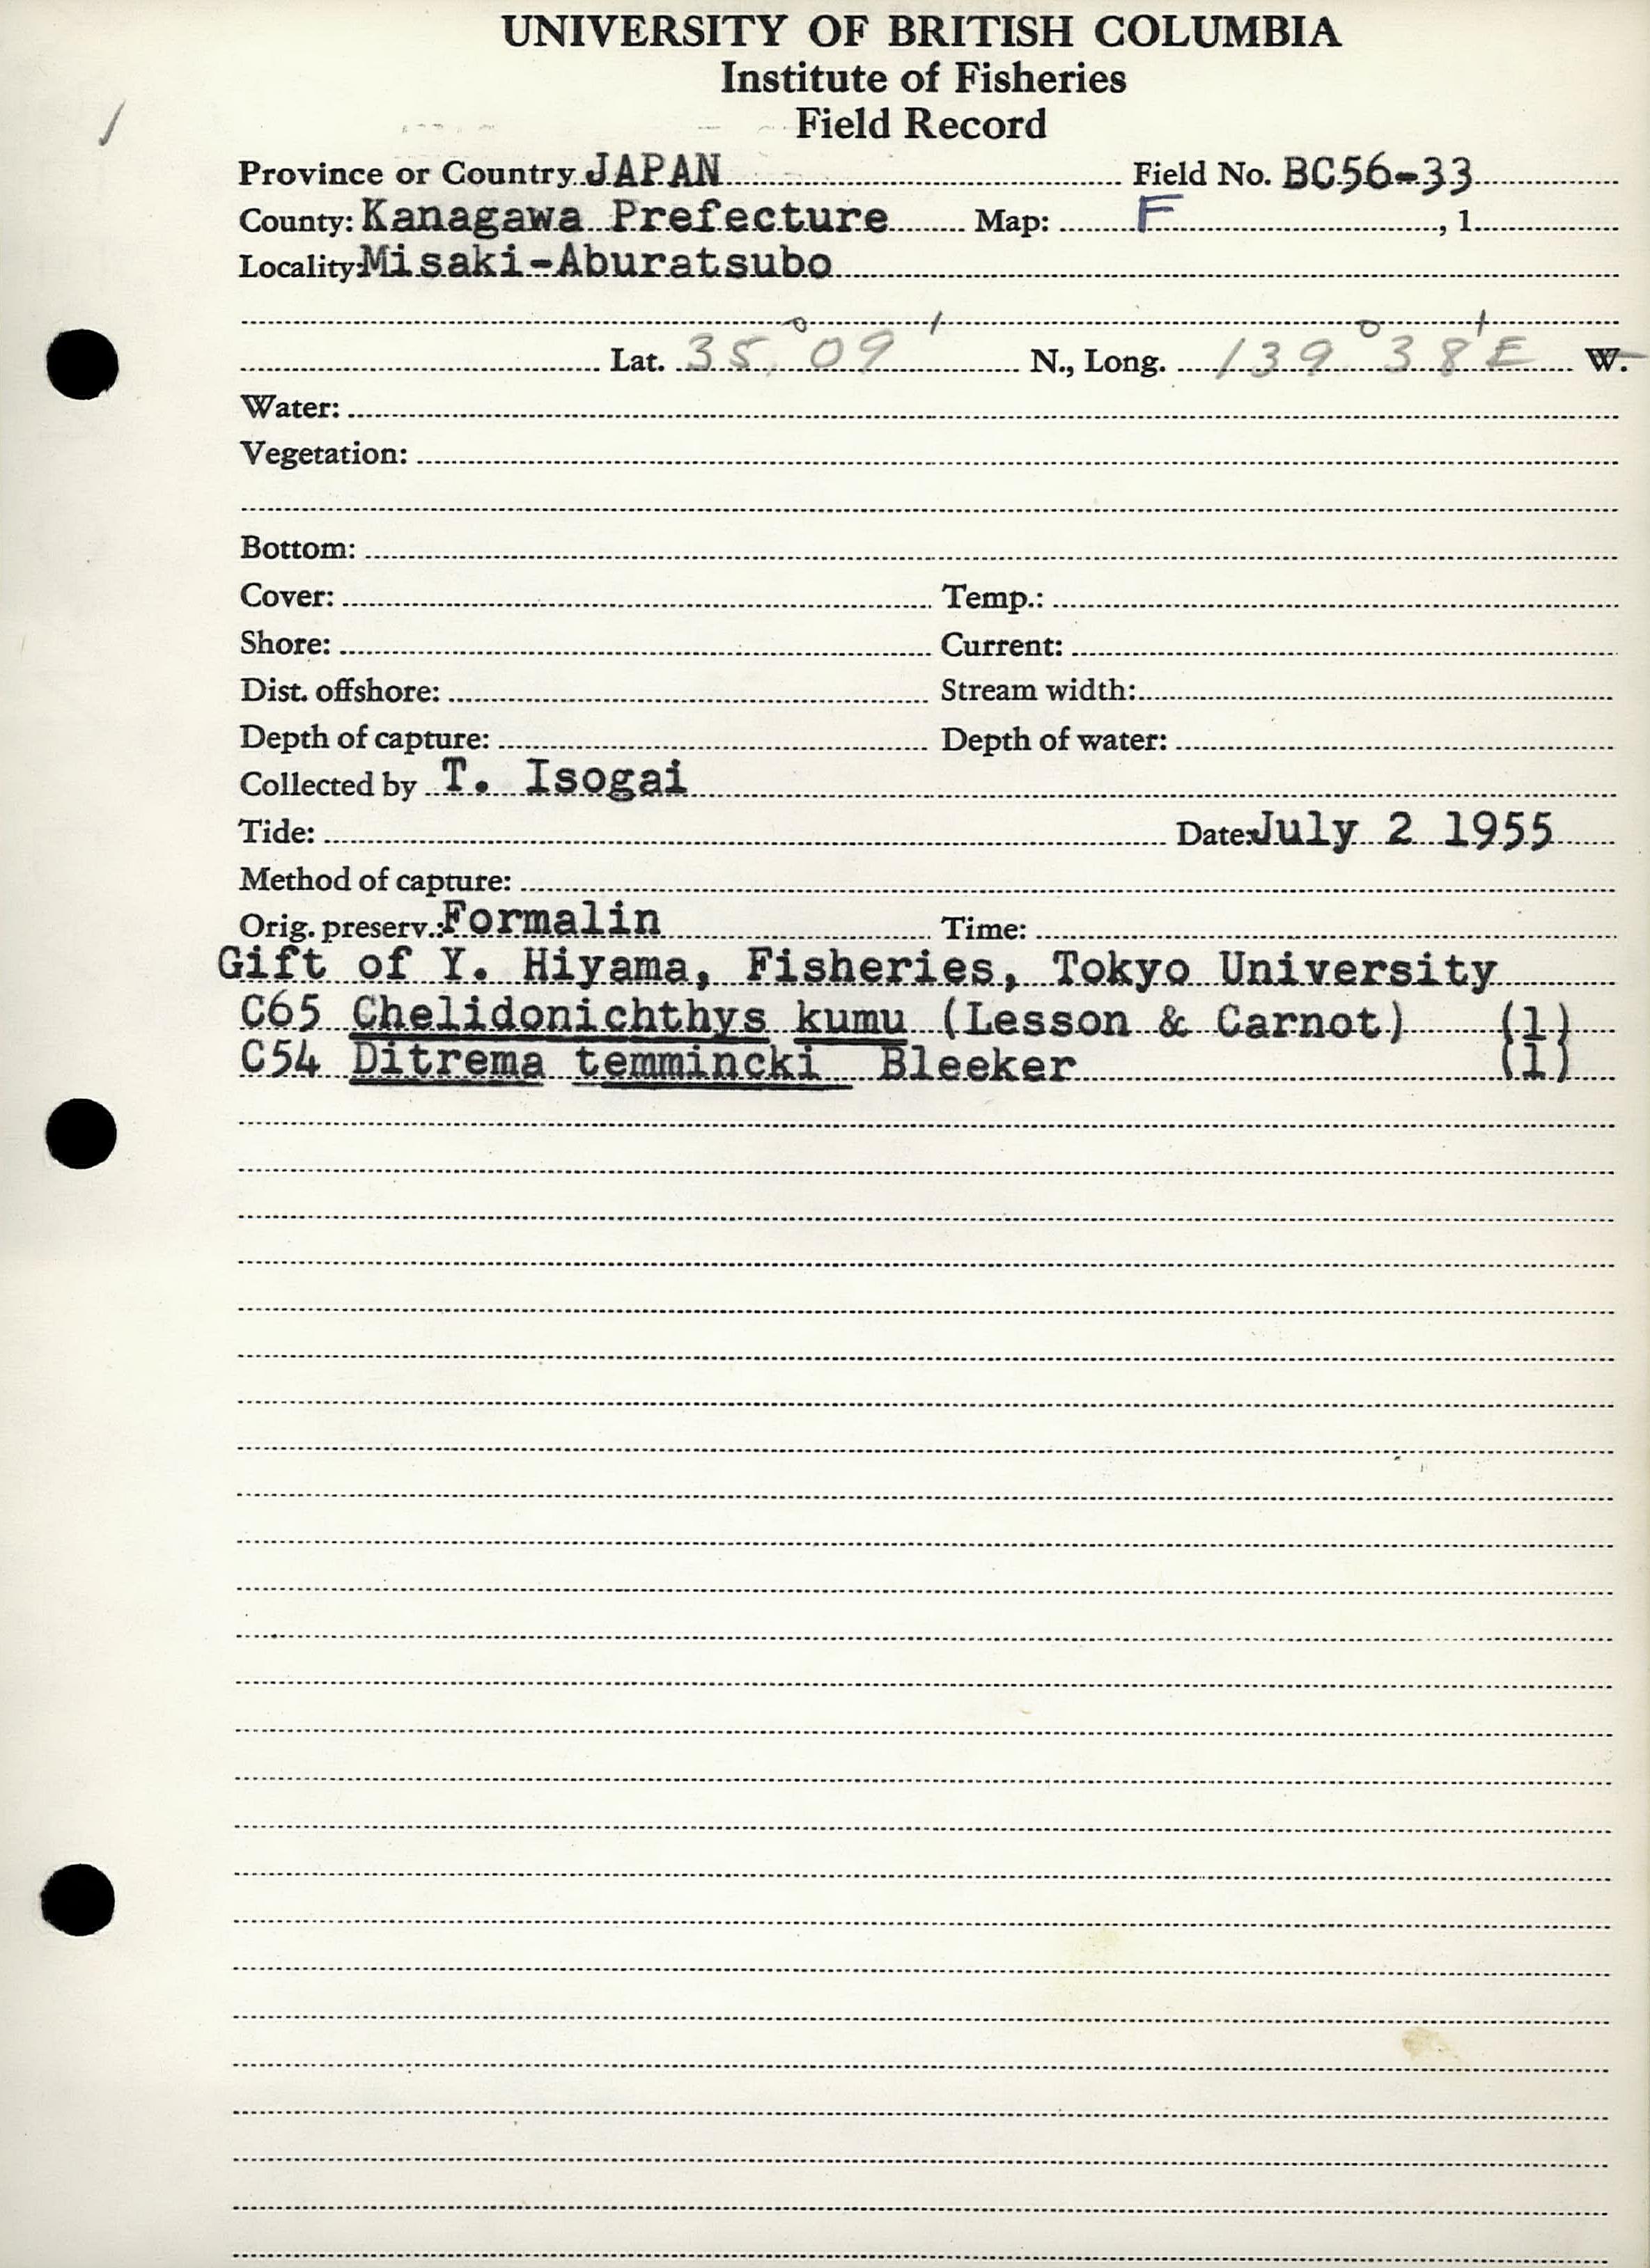 UNIVERSITY OF BRITISH COLUMBIA
Institute of Fisheries
Field Record
Province or Country JAPAN Field No. BC56-33
County: Kanagawa Prefecture Map: F , 1
Locality: Misaki-Aburatsubo
Lat. 35° 09' N., Long. 139° 38' E W.
Water:
Vegetation:
Bottom:
Cover: Temp.:
Shore: Current:
Dist. offshore: Stream width:
Depth of capture: Depth of water:
Collected by T. Isogai
Tide: Date: July 2 1955
Method of capture:
Orig. preserv.: Formalin Time:
Gift of Y. Hiyama, Fisheries, Tokyo University
C65 Chelidonichthys kumu (Lesson & Carnot) (1)
C54 Ditrema temmincki Bleeker (1)